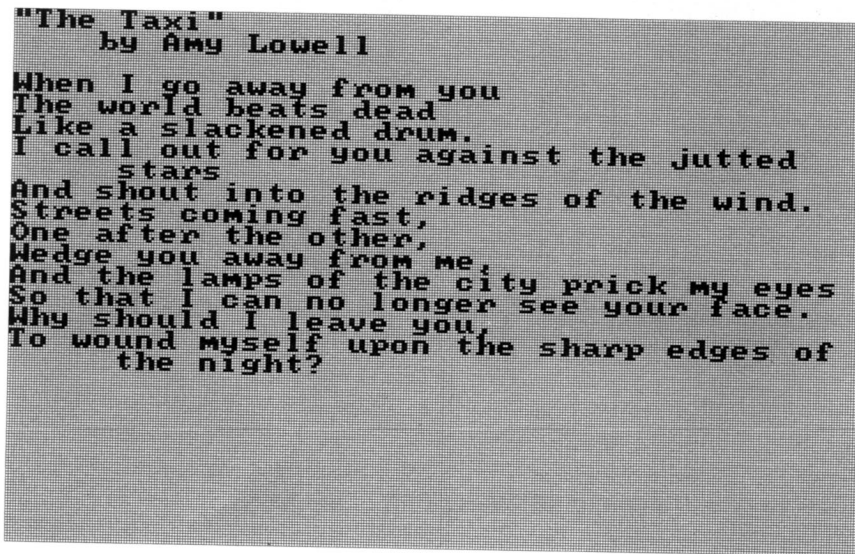 "The Taxi"
by Amy Lowell
When I go away from you
The world beats dead
Like a slackened drum.
I call out for you against the jutted
stars
And shout into the ridges of the wind.
Streets coming fast,
One after the other,
Wedge you away from me,
And the lamps of the city prick my eyes
So that I can no longer see your face.
Why should I leave you,
To wound myself upon the sharp edges of
the night?